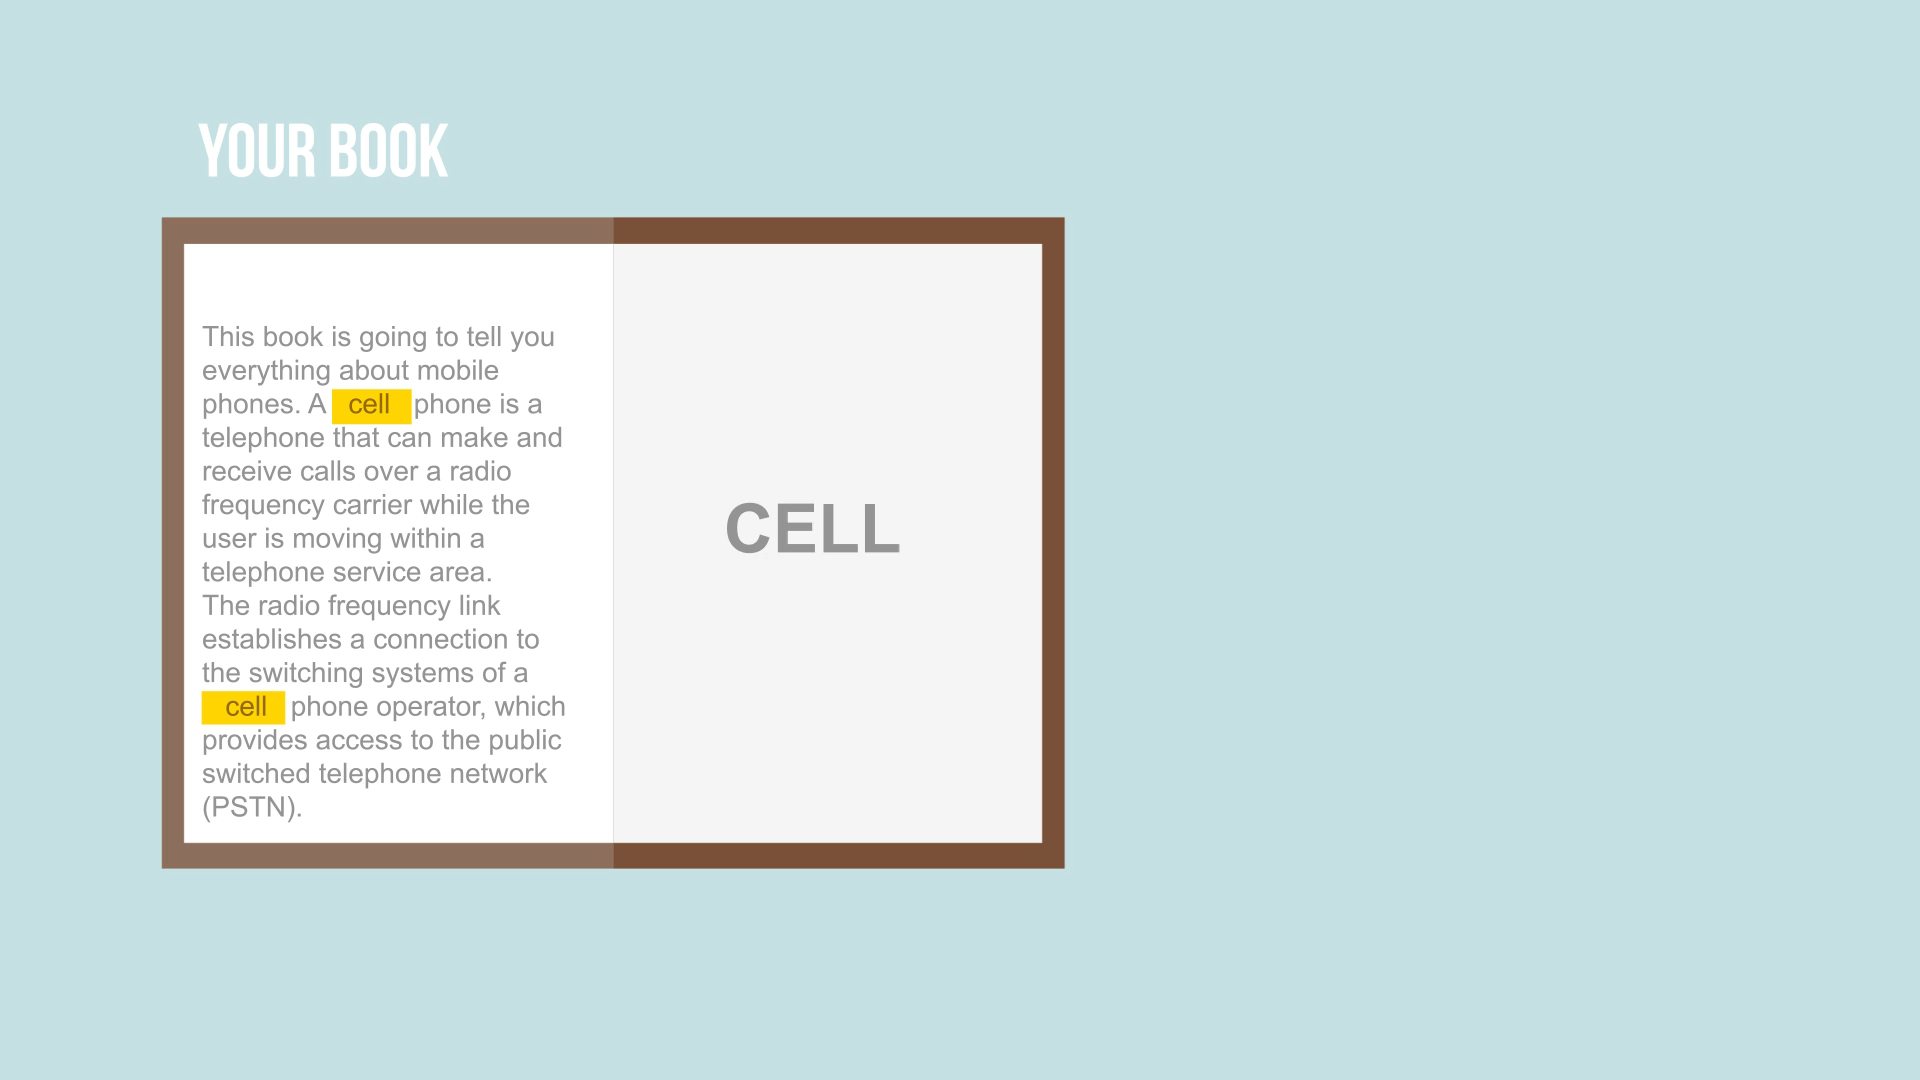 YOUR BOOK
This book is going to tell you
everything about mobile
phones. A cell phone is a
telephone that can make and
receive calls over a radio
frequency carrier while the
user is moving within a
telephone service area.
The radio frequency link
establishes a connection to
the switching systems of a
cell phone operator, which
provides access to the public
switched telephone network
(PSTN).
CELL